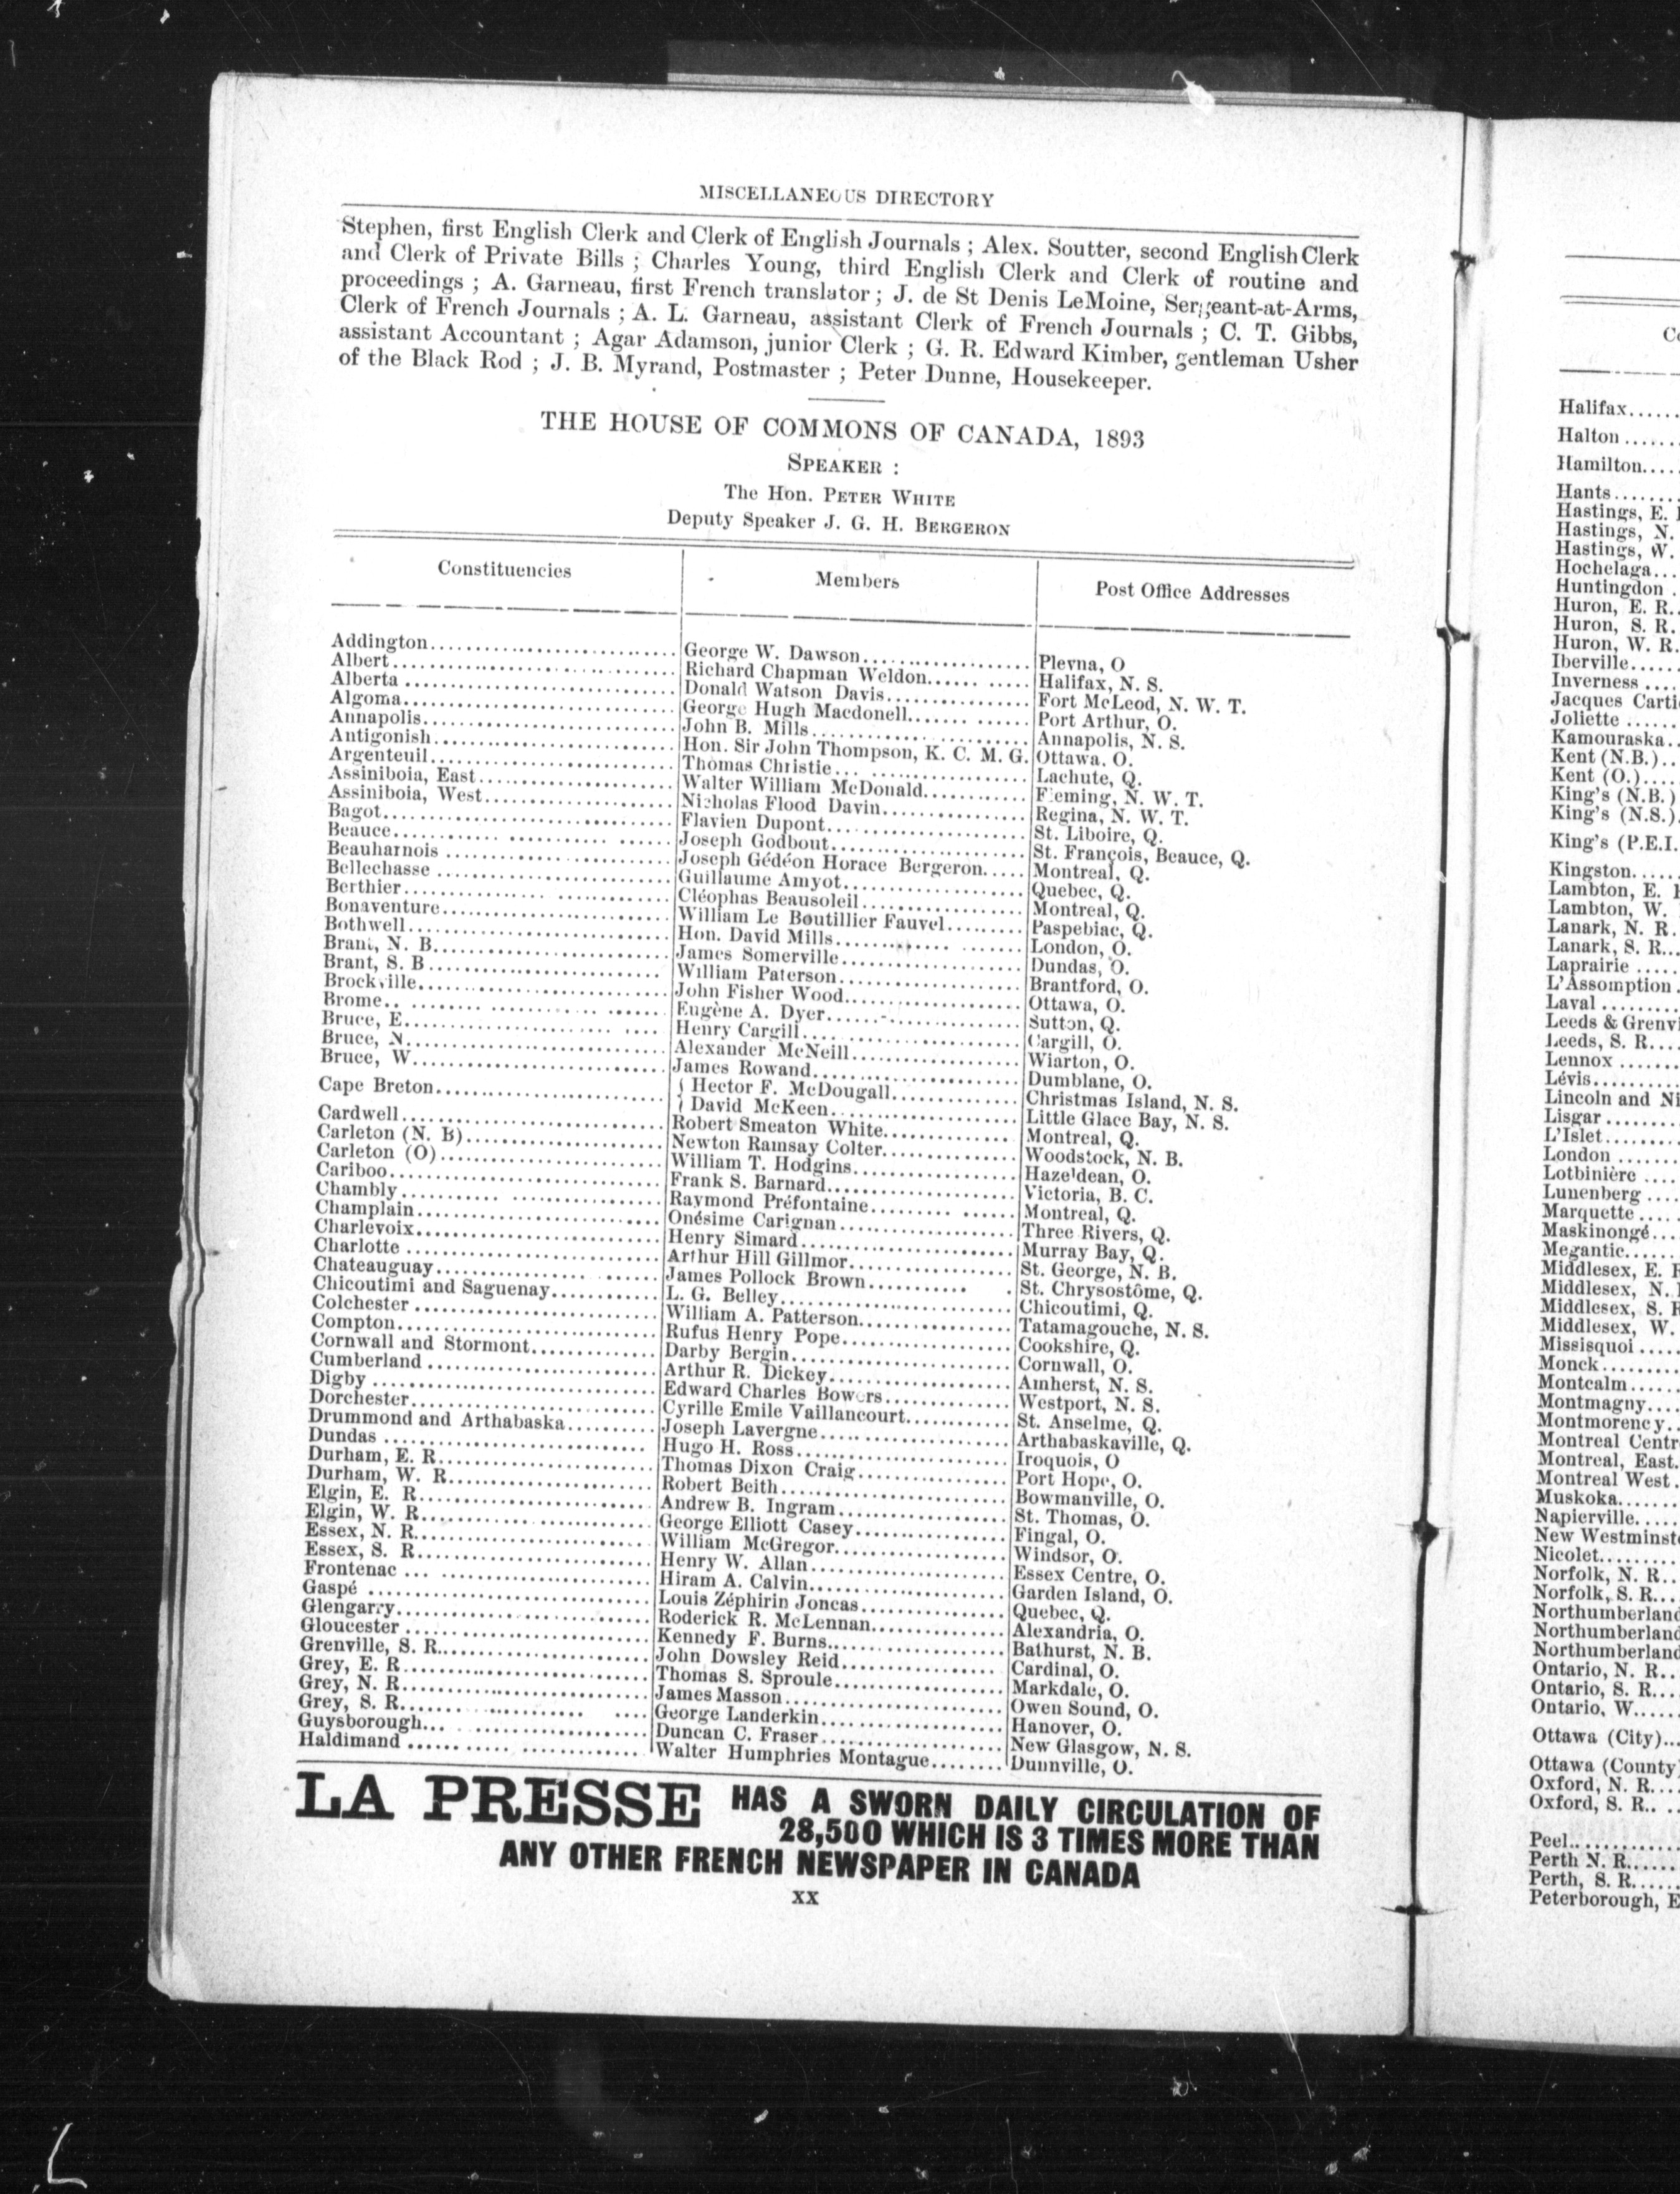 MISCELLANEOUS DIRECTORY
Stephen, first English Clerk and Clerk of English Journals ; Alex. Soutter, second English Clerk
and Clerk of Private Bills ; Charles Young, third English Clerk and Clerk of routine and
proceedings ; A. Garneau, first French translator ; J. de St Denis LeMoine, Sergeant-at-Arms,
Clerk of French Journals ; A. L. Garneau, assistant Clerk of French Journals ; C. T. Gibbs,
assistant Accountant ; Agar Adamson, junior Clerk ; G. R. Edward Kimber, gentleman Usher
of the Black Rod ; J. B. Myrand, Postmaster ; Peter Dunne, Housekeeper.
THE HOUSE OF COMMONS OF CANADA, 1893
SPEAKER :
The Hon. PETER WHITE
Deputy Speaker J. G. H. BERGERON
Constituencies Members Post Office Addresses
Addington George W. Dawson Plevna, O
Albert Richard Chapman Weldon Halifax, N. S.
Alberta Donald Watson Davis Fort McLeod, N. W. T.
Algoma George Hugh Macdonell Port Arthur, O.
Annapolis John B. Mills Annapolis, N. S.
Antigonish Hon. Sir John Thompson, K. C. M. G. Ottawa, O.
Argenteuil Thomas Christie Lachute, Q.
Assiniboia, East Walter William McDonald Fleming, N. W. T.
Assiniboia, West Nicholas Flood Davin Regina, N. W. T.
Bagot Flavien Dupont St. Liboire, Q.
Beauce Joseph Godbout St. François, Beauce, Q.
Beauharnois Joseph Gédéon Horace Bergeron Montreal, Q.
Bellechasse Guillaume Amyot Quebec, Q.
Berthier Cléophas Beausoleil Montreal, Q.
Bonaventure William Le Boutillier Fauvel Paspebiac, Q.
Bothwell Hon. David Mills London, O.
Brant, N. B. James Somerville Dundas, O.
Brant, S. B William Paterson Brantford, O.
Brockville John Fisher Wood Ottawa, O.
Brome Eugène A. Dyer Sutton, Q.
Bruce, E. Henry Cargill Cargill, O.
Bruce, N. Alexander McNeill Wiarton, O.
Bruce, W. James Rowand Dumblane, O.
Cape Breton { Hector F. McDougall Christmas Island, N. S.
} David McKeen Little Glace Bay, N. S.
Cardwell Robert Smeaton White Montreal, Q.
Carleton (N. B) Newton Ramsay Colter Woodstock, N. B.
Carleton (O) William T. Hodgins Hazeldean, O.
Cariboo Frank S. Barnard Victoria, B. C.
Chambly Raymond Préfontaine Montreal, Q.
Champlain Onésime Carignan Three Rivers, Q.
Charlevoix Henry Simard Murray Bay, Q.
Charlotte Arthur Hill Gillmor St. George, N. B.
Chateauguay James Pollock Brown St. Chrysostôme, Q.
Chicoutimi and Saguenay L. G. Belley Chicoutimi, Q.
Colchester William A. Patterson Tatamagouche, N. S.
Compton Rufus Henry Pope Cookshire, Q.
Cornwall and Stormont Darby Bergin Cornwall, O.
Cumberland Arthur R. Dickey Amherst, N. S.
Digby Edward Charles Bowers Westport, N. S.
Dorchester Cyrille Emile Vaillancourt St. Anselme, Q.
Drummond and Arthabaska Joseph Lavergne Arthabaskaville, Q.
Dundas Hugo H. Ross Iroquois, O
Durham, E. R. Thomas Dixon Craig Port Hope, O.
Durham, W. R. Robert Beith Bowmanville, O.
Elgin, E. R. Andrew B. Ingram St. Thomas, O.
Elgin, W. R. George Elliott Casey Fingal, O.
Essex, N. R. William McGregor Windsor, O.
Essex, S. R. Henry W. Allan Essex Centre, O.
Frontenac Hiram A. Calvin Garden Island, O.
Gaspé Louis Zéphirin Joncas Quebec, Q.
Glengarry Roderick R. McLennan Alexandria, O.
Gloucester Kennedy F. Burns Bathurst, N. B.
Grenville, S. R. John Dowsley Reid Cardinal, O.
Grey, E. R. Thomas S. Sproule Markdale, O.
Grey, N. R. James Masson Owen Sound, O.
Grey, S. R. George Landerkin Hanover, O.
Guysborough Duncan C. Fraser New Glasgow, N. S.
Haldimand Walter Humphries Montague Dunnville, O.
LA PRESSE HAS A SWORN DAILY CIRCULATION OF
28,500 WHICH IS 3 TIMES MORE THAN
ANY OTHER FRENCH NEWSPAPER IN CANADA
XX
Halifax
Halton
Hamilton
Hants
Hastings, E.
Hastings, N.
Hastings, W.
Hochelaga
Huntingdon
Huron, E. R.
Huron, S. R.
Huron, W. R.
Iberville
Inverness
Jacques Carti
Joliette
Kamouraska
Kent (N.B.)
Kent (O.)
King's (N.B.)
King's (N.S.)
King's (P.E.I.
Kingston
Lambton, E.
Lambton, W.
Lanark, N. R.
Lanark, S. R.
Laprairie
L'Assomption
Laval
Leeds & Grenvi
Leeds, S. R.
Lennox
Lévis
Lincoln and Ni
Lisgar
L'Islet
London
Lotbinière
Lunenberg
Marquette
Maskinongé
Megantic
Middlesex, E.
Middlesex, N.
Middlesex, S.
Middlesex, W.
Missisquoi
Monck
Montcalm
Montmagny
Montmorency
Montreal Centr
Montreal, East
Montreal West
Muskoka
Napierville
New Westminst
Nicolet
Norfolk, N. R.
Norfolk, S. R.
Northumberland
Northumberland
Northumberland
Ontario, N. R.
Ontario, S. R.
Ontario, W.
Ottawa (City)
Ottawa (County)
Oxford, N. R.
Oxford, S. R.
Peel
Perth N. R.
Perth, S. R.
Peterborough, E